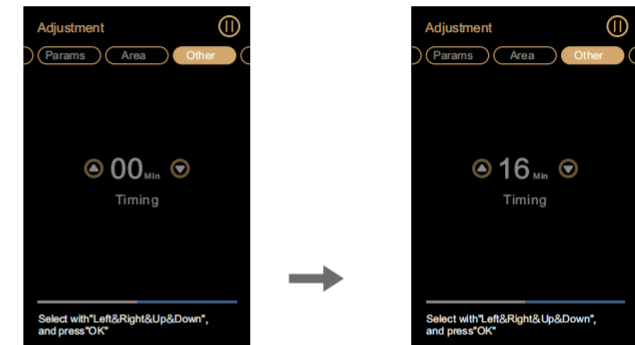 Adjustment
Params Area Other
00 Min
Timing
Select with"Left&Right&Up&Down",
and press"OK"
Adjustment
Params Area Other
16 Min
Timing
Select with"Left&Right&Up&Down",
and press"OK"